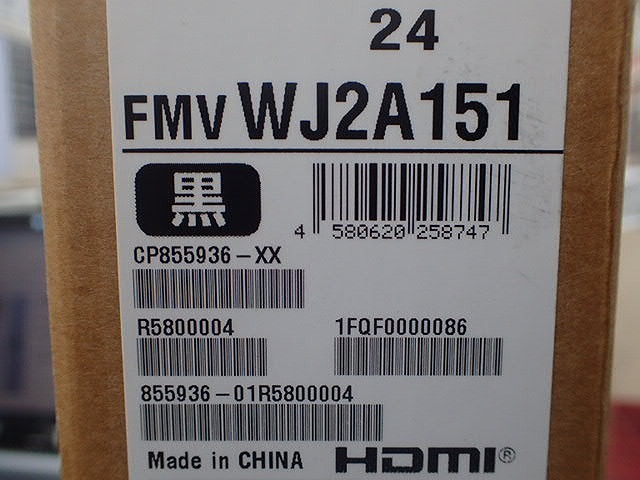 24
FMV WJ2A151
黒
4 580620 258747
CP855936-XX
R5800004
1FQF0000086
855936-01R5800004
Made in CHINA
HDMI®